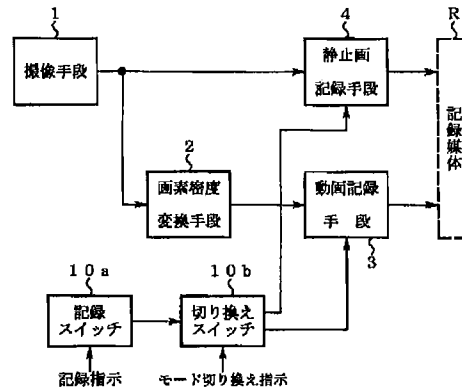 1
撮像手段
4
静止画
記録手段
R
記録媒体
2
画素密度
変換手段
動画記録
手段
3
10a
記録
スイッチ
10b
切り換え
スイッチ
記録指示
モード切り換え指示